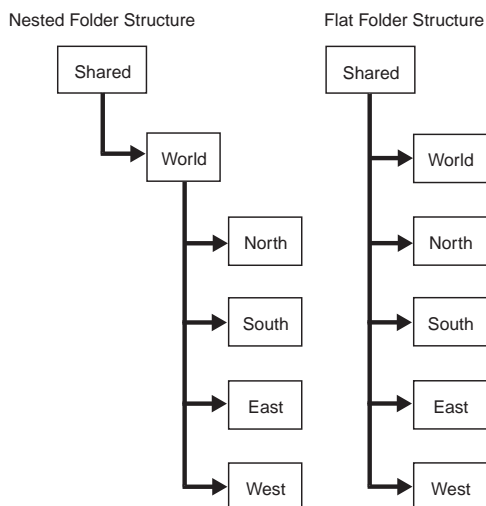 Nested Folder Structure
Shared
World
North
South
East
West
Flat Folder Structure
Shared
World
North
South
East
West